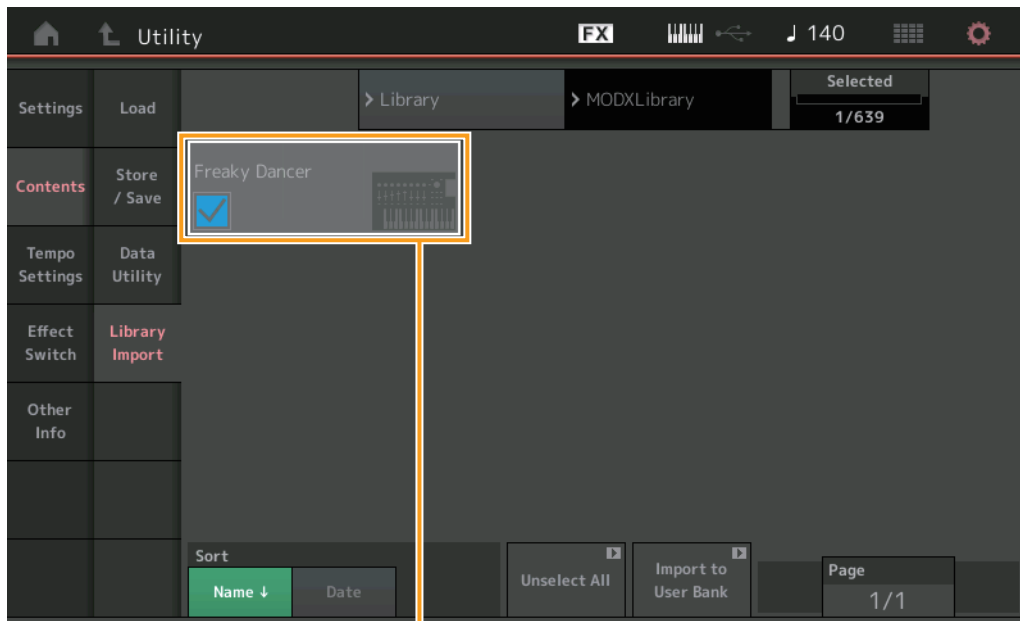 Utility
FX
♩ 140
Settings
Load
> Library
> MODXLibrary
Selected
1/639
Contents
Store
/ Save
Freaky Dancer
Tempo
Settings
Data
Utility
Effect
Switch
Library
Import
Other
Info
Sort
Name ↓
Date
Unselect All
Import to
User Bank
Page
1/1